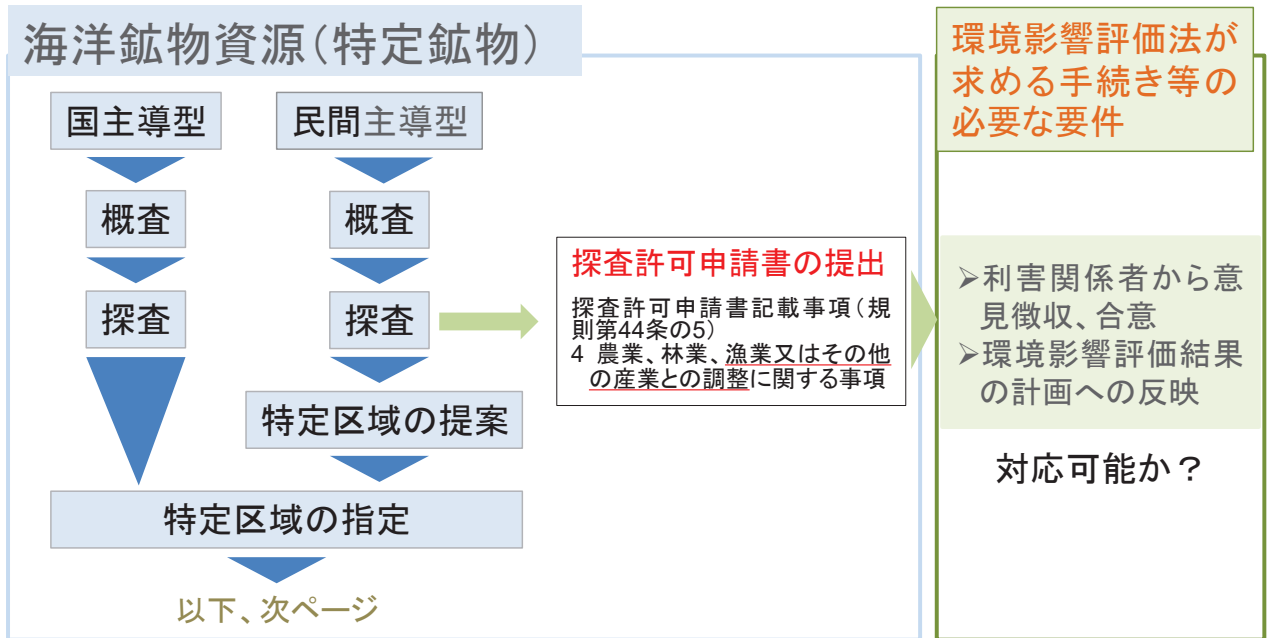 海洋鉱物資源(特定鉱物)
国主導型
概査
探査
民間主導型
概査
探査
特定区域の提案
特定区域の指定
以下、次ページ
探査許可申請書の提出
探査許可申請書記載事項(規
則第44条の5)
4 農業、林業、漁業又はその他
の産業との調整に関する事項
環境影響評価法が
求める手続き等の
必要な要件
➢利害関係者から意
見徴収、合意
➢環境影響評価結果
の計画への反映
対応可能か?